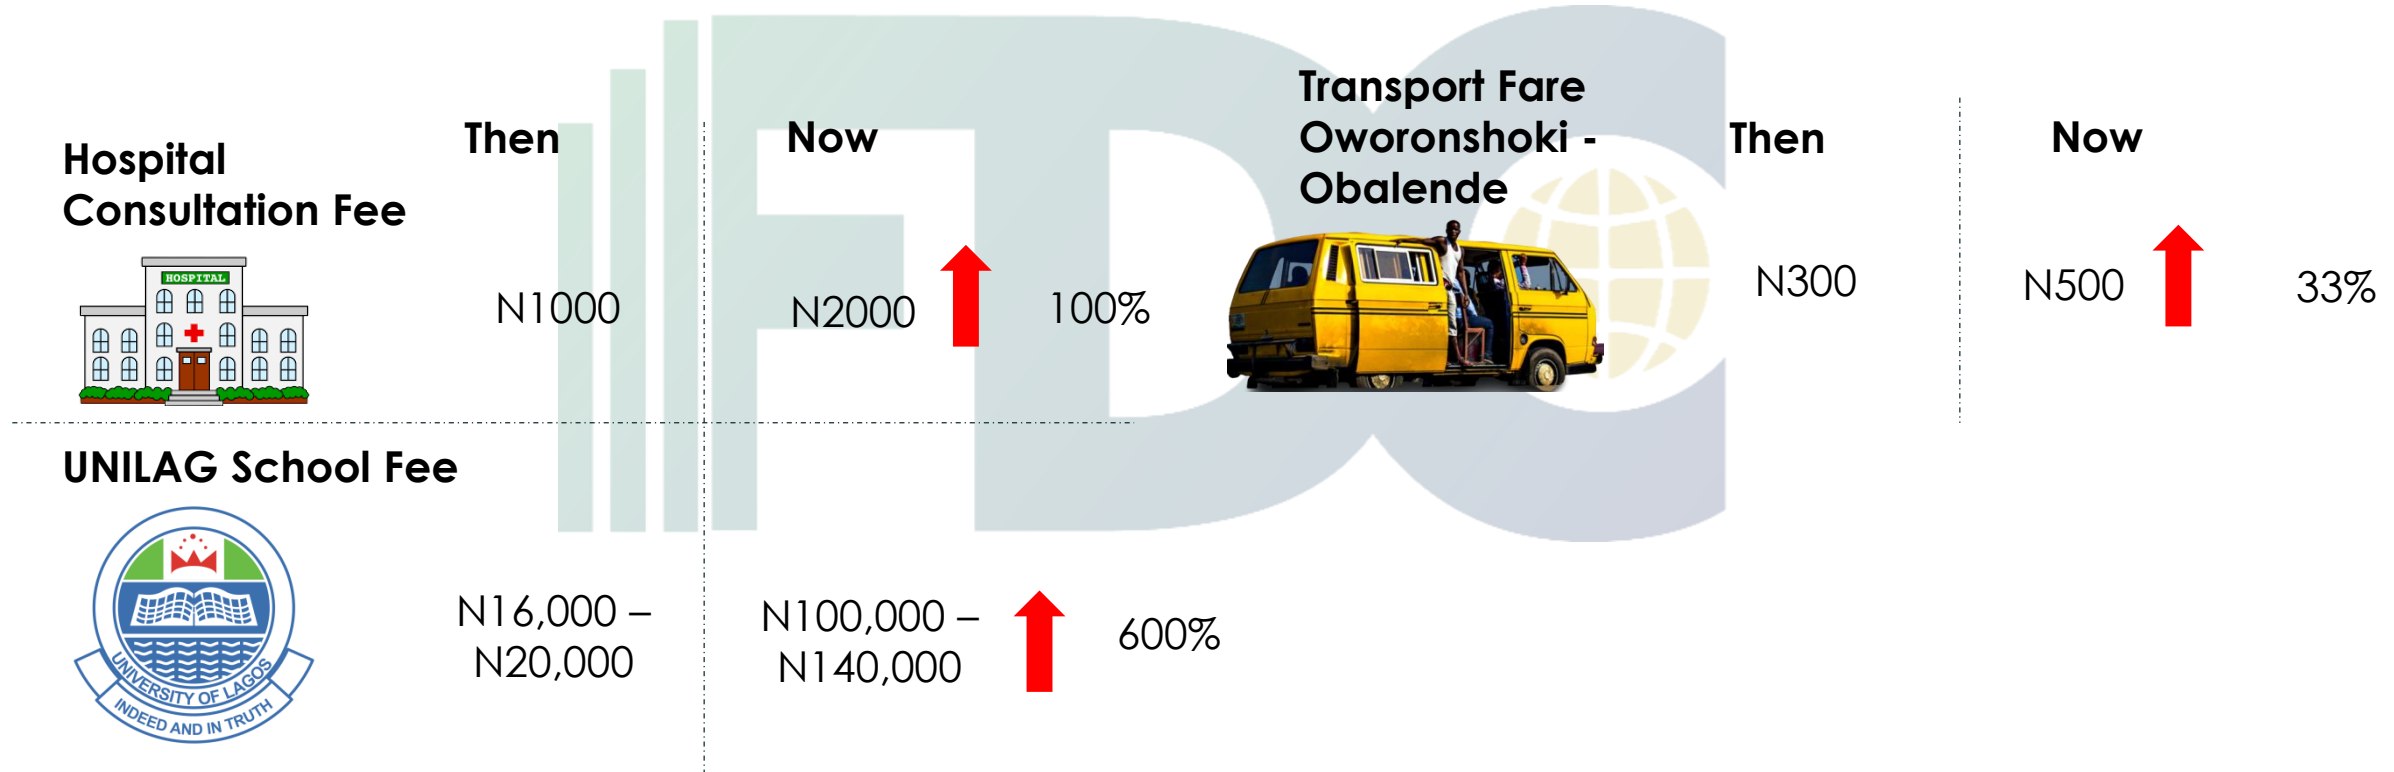 Hospital
Consultation Fee
Then
Now
HOSPITAL
N1000
N2000
100%
Transport Fare
Oworonshoki -
Obalende
Then
Now
N300
N500
33%
UNILAG School Fee
UNIVERSITY OF LAGOS
INDEED AND IN TRUTH
N16,000 –
N20,000
N100,000 –
N140,000
600%
FDC